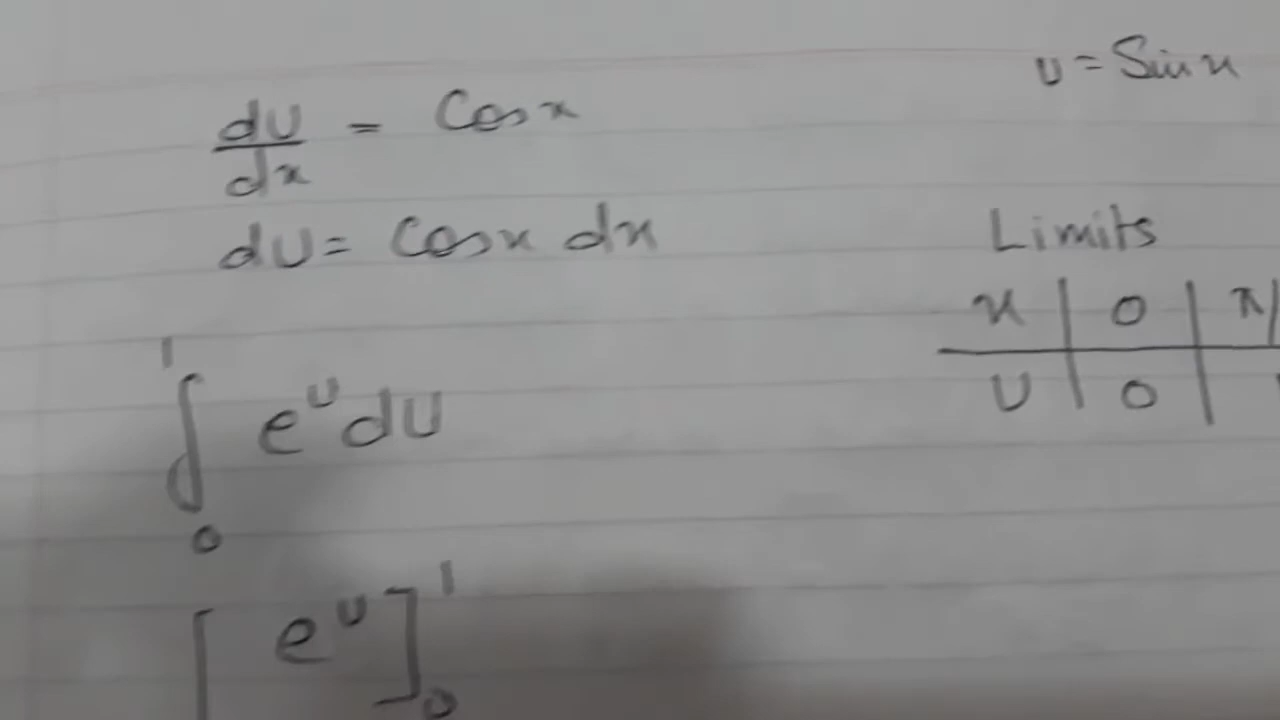 u = Sin x
du/dx = Cos x
du = Cos x dx
Limits
x | 0 | π/
u | 0 |
∫₀¹ e^u du
[ e^u ]₀¹